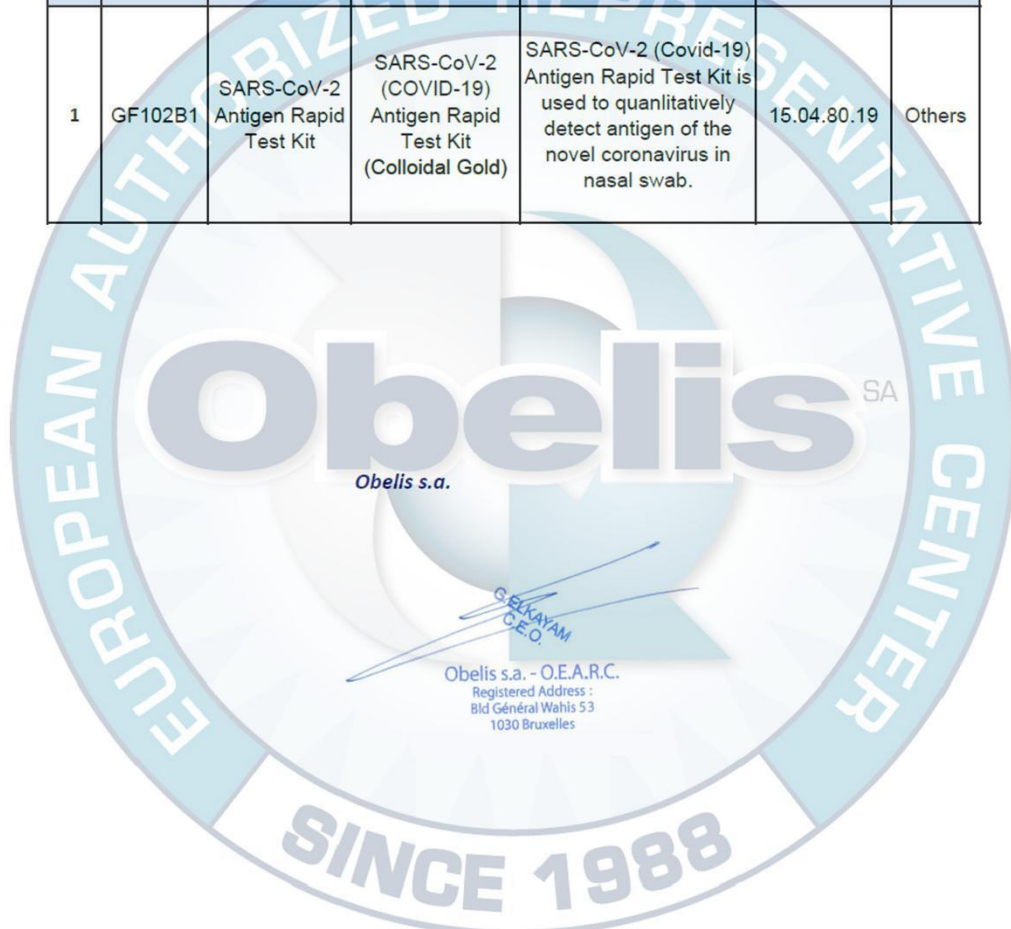 1
GF102B1
SARS-CoV-2
Antigen Rapid
Test Kit
SARS-CoV-2
(COVID-19)
Antigen Rapid
Test Kit
(Colloidal Gold)
SARS-CoV-2 (Covid-19)
Antigen Rapid Test Kit is
used to quanlitatively
detect antigen of the
novel coronavirus in
nasal swab.
15.04.80.19
Others
EUROPEAN AUTHORIZED REPRESENTATIVE CENTER
Obelis SA
Obelis s.a.
G.ELKAYAM
C.E.O.
Obelis s.a. - O.E.A.R.C.
Registered Address :
Bld Général Wahis 53
1030 Bruxelles
SINCE 1988